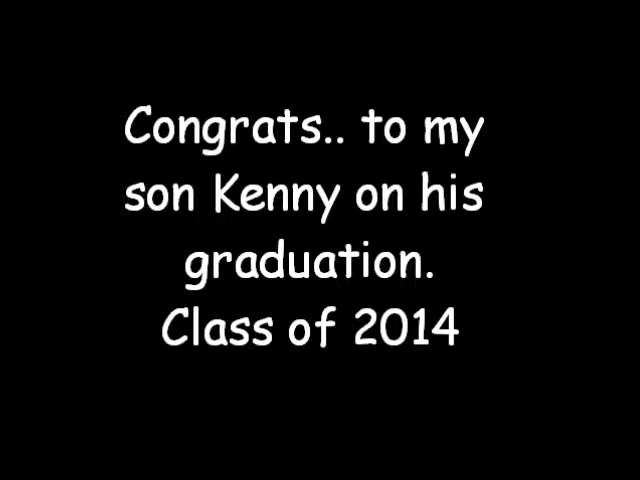 Congrats.. to my
son Kenny on his
graduation.
Class of 2014